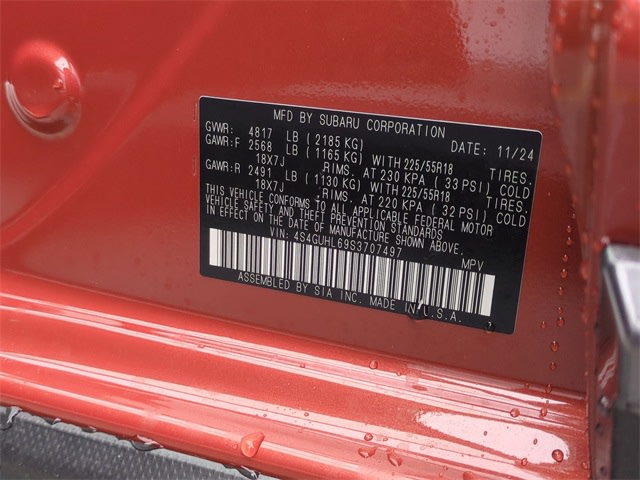 MFD BY SUBARU CORPORATION DATE: 11/24
GVWR: 4817 LB ( 2185 KG)
GAWR:F 2568 LB ( 1165 KG) WITH 225/55R18 TIRES,
18X7J RIMS, AT 230 KPA ( 33 PSI) COLD
GAWR:R 2491 LB ( 1130 KG) WITH 225/55R18 TIRES,
18X7J RIMS, AT 220 KPA ( 32 PSI) COLD
THIS VEHICLE CONFORMS TO ALL APPLICABLE FEDERAL MOTOR
VEHICLE SAFETY AND THEFT PREVENTION STANDARDS
IN EFFECT ON THE DATE OF MANUFACTURE SHOWN ABOVE.
VIN: 4S4GUHL69S3707497 MPV
ASSEMBLED BY SIA INC. MADE IN U.S.A.